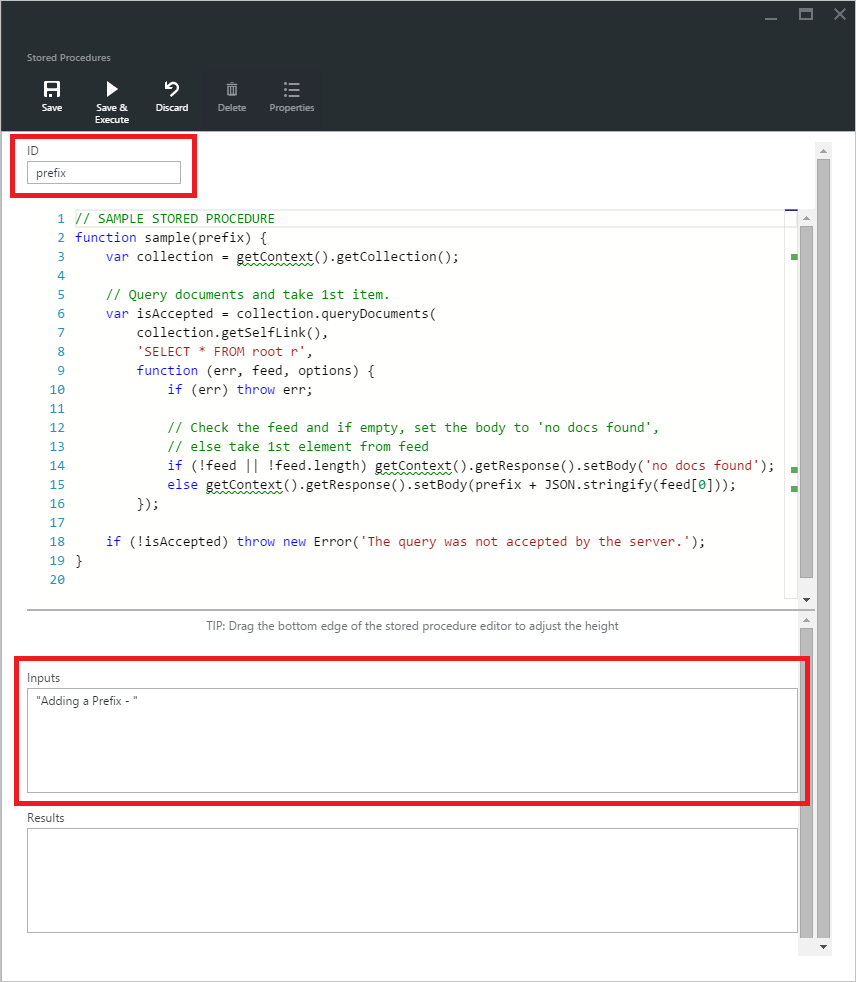 Stored Procedures
Save
Save &
Execute
Discard
Delete
Properties
ID
prefix
1 // SAMPLE STORED PROCEDURE
2 function sample(prefix) {
3     var collection = getContext().getCollection();
4
5     // Query documents and take 1st item.
6     var isAccepted = collection.queryDocuments(
7         collection.getSelfLink(),
8         'SELECT * FROM root r',
9         function (err, feed, options) {
10             if (err) throw err;
11
12             // Check the feed and if empty, set the body to 'no docs found',
13             // else take 1st element from feed
14             if (!feed || !feed.length) getContext().getResponse().setBody('no docs found');
15             else getContext().getResponse().setBody(prefix + JSON.stringify(feed[0]));
16         });
17
18     if (!isAccepted) throw new Error('The query was not accepted by the server.');
19 }
20
TIP: Drag the bottom edge of the stored procedure editor to adjust the height
Inputs
"Adding a Prefix - "
Results